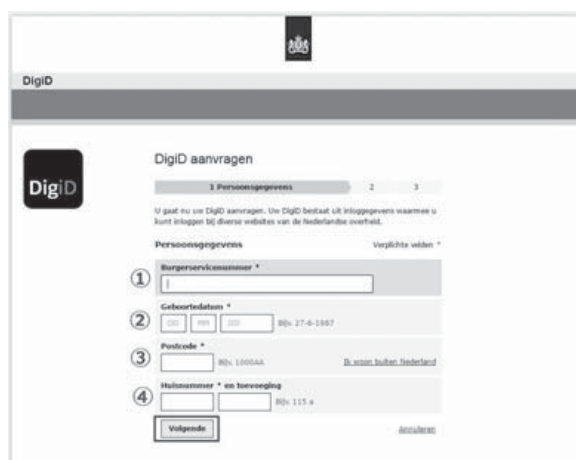 DigiD
DigiD
DigiD aanvragen
1 Persoonsgegevens 2 3
U gaat nu uw DigiD aanvragen. Uw DigiD bestaat uit inloggegevens waarmee u
kunt inloggen bij diverse websites van de Nederlandse overheid.
Persoonsgegevens Verplichte velden *
① Burgerservicenummer *
② Geboortedatum *
DD MM JJJJ Bijv. 27-6-1987
③ Postcode *
Bijv. 1000AA Ik woon buiten Nederland
④ Huisnummer * en toevoeging
Bijv. 115 a
Volgende Annuleren